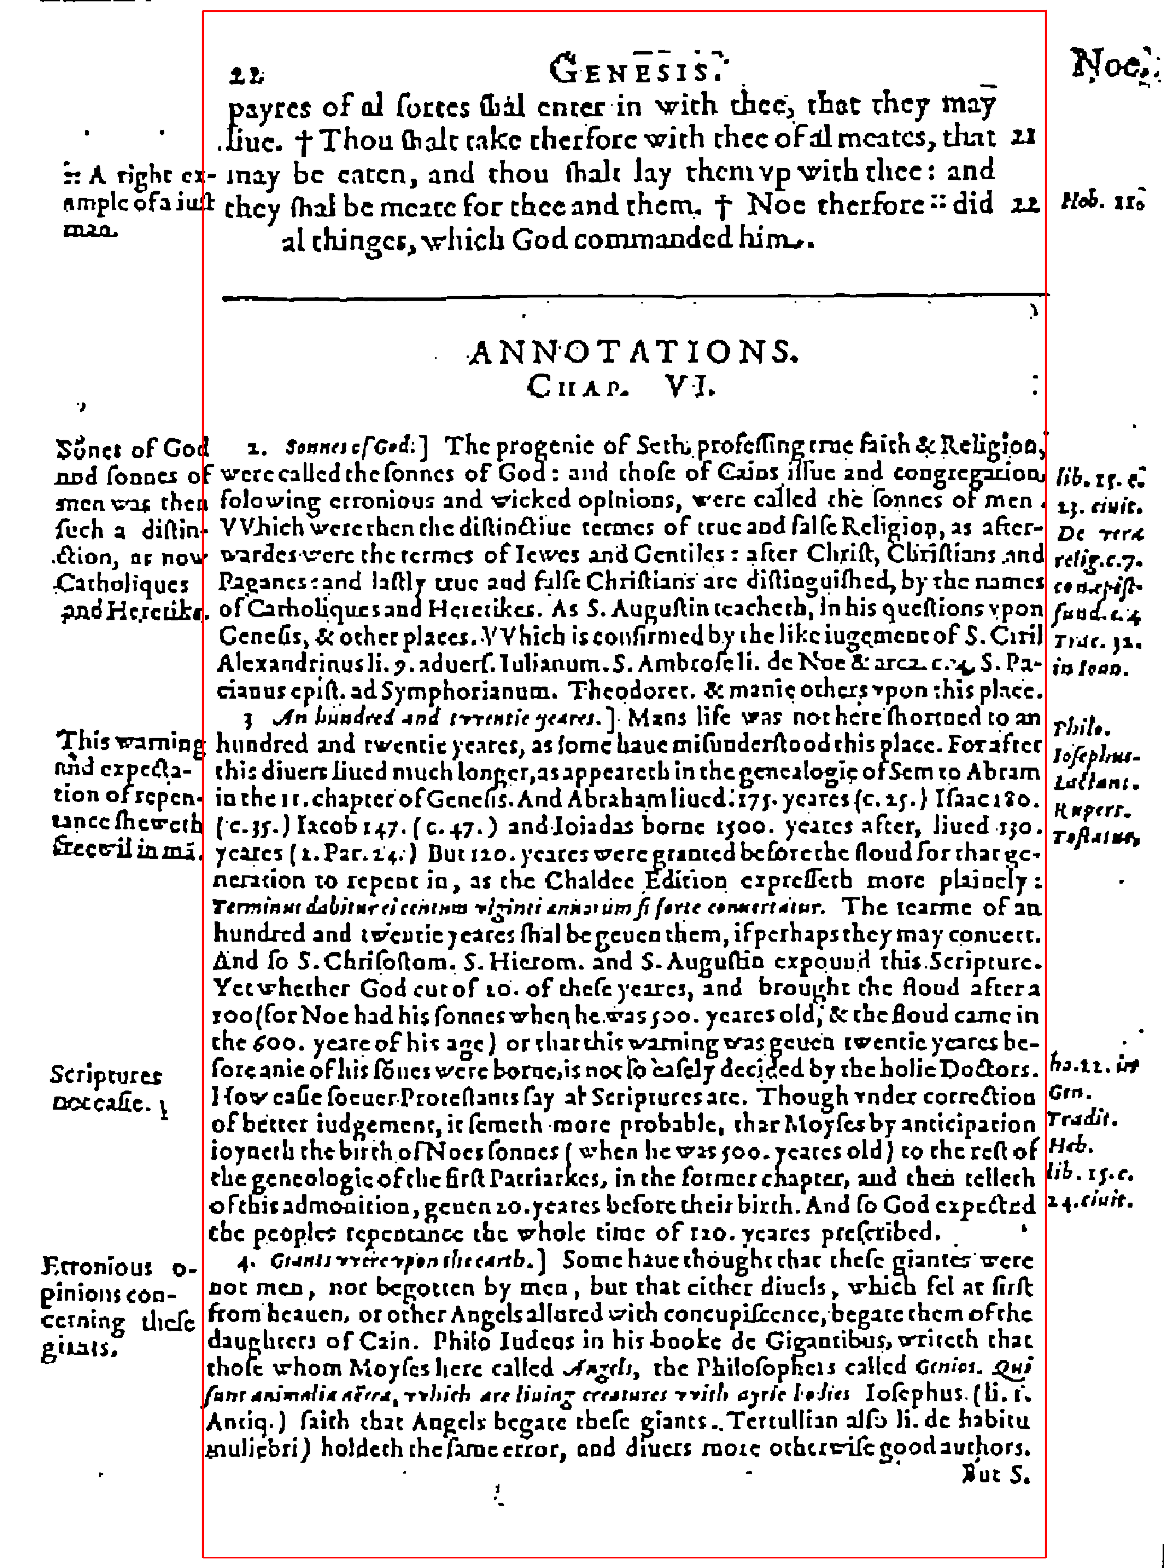 22 GENESIS. Noe.
payres of al sortes shal enter in with thee, that they may
liue. † Thou shalt take therfore with thee of al meates, that 21
may be eaten, and thou shalt lay them vp with thee: and
they shal be meate for thee and them. † Noe therfore :: did 22
al thinges, which God commanded him.
:: A right ex-
ample of a iust
man.
Heb. 11.
ANNOTATIONS.
CHAP. VI.
2. Sonnes of God.] The progenie of Seth, professing true faith & Religion,
were called the sonnes of God: and those of Cains issue and congregation,
folowing erronious and wicked opinions, were called the sonnes of men.
VVhich were then the distinctiue termes of true and false Religion, as after-
wardes were the termes of Iewes and Gentiles: after Christ, Christians and
Paganes: and lastly true and false Christians are distinguished, by the names
of Catholiques and Heretikes. As S. Augustin teacheth, in his questions vpon
Genesis, & other places. VVhich is confirmed by the like iugement of S. Ciril
Alexandrinus li. 9. aduers. Iulianum. S. Ambrose li. de Noe & arca. c. 4. S. Pa-
cianus epist. ad Symphorianum. Theodoret. & manie others vpon this place.
3 An hundred and twentie yeares.] Mans life was not here shortned to an
hundred and twentie yeares, as some haue misunderstood this place. For after
this diuers liued much longer, as appeareth in the genealogie of Sem to Abram
in the 11. chapter of Genesis. And Abraham liued 175. yeares (c. 25.) Isaac 180.
(c. 35.) Iacob 147. (c. 47.) and Ioiadas borne 1500. yeares after, liued 130.
yeares (2. Par. 24.) But 120. yeares were granted before the floud for that ge-
neration to repent in, as the Chaldee Edition expresseth more plainely:
Terminus dabitur ei centum viginti annorum si forte conuertatur. The tearme of an
hundred and twentie yeares shal be geuen them, if perhaps they may conuert.
And so S. Chrisostom. S. Hierom. and S. Augustin expound this Scripture.
Yet whether God cut of 20. of these yeares, and brought the floud after a
100 (for Noe had his sonnes when he was 500. yeares old, & the floud came in
the 600. yeare of his age) or that this warning was geuen twentie yeares be-
fore anie of his sõnes were borne, is not so easely decided by the holie Doctors.
How easie soeuer Protestants say al Scriptures are. Though vnder correction
of better iudgement, it semeth more probable, that Moyses by anticipation
ioyneth the birth of Noes sonnes (when he was 500. yeares old) to the rest of
the geneologie of the first Patriarkes, in the former chapter, and then telleth
of this admonition, geuen 20. yeares before their birth. And so God expected
the peoples repentance the whole time of 120. yeares prescribed.
4. Giants vvere vpon the earth.] Some haue thought that these giantes were
not men, nor begotten by men, but that either diuels, which fel at first
from heauen, or other Angels allured with concupiscence, begate them of the
daughters of Cain. Philo Iudeus in his booke de Gigantibus, writeth that
those whom Moyses here called Angels, the Philosophers called Genios. Qui
sunt animalia aërea, vvhich are liuing creatures vvith ayrie bodies Iosephus. (li. 1.
Antiq.) saith that Angels begate these giants. Tertullian also li. de habitu
muliebri) holdeth the same error, and diuers more otherwise good authors.
But S.
Sõnes of God
and sonnes of
men was then
such a distin-
ction, as now
Catholiques
and Heretiks.
This warning
and expecta-
tion of repen-
tance sheweth
freewil in mã.
Scriptures
not easie.
Erronious o-
pinions con-
cerning these
giants.
lib. 15. c.
23. ciuit.
De vera
relig. c. 7.
con. epist.
fund. c. 4
Trac. 32.
in Ioan.
Philo.
Iosephus.
Lactant.
Rupert.
Tostatus,
ho. 22. in
Gen.
Tradit.
Heb.
lib. 15. c.
24. ciuit.